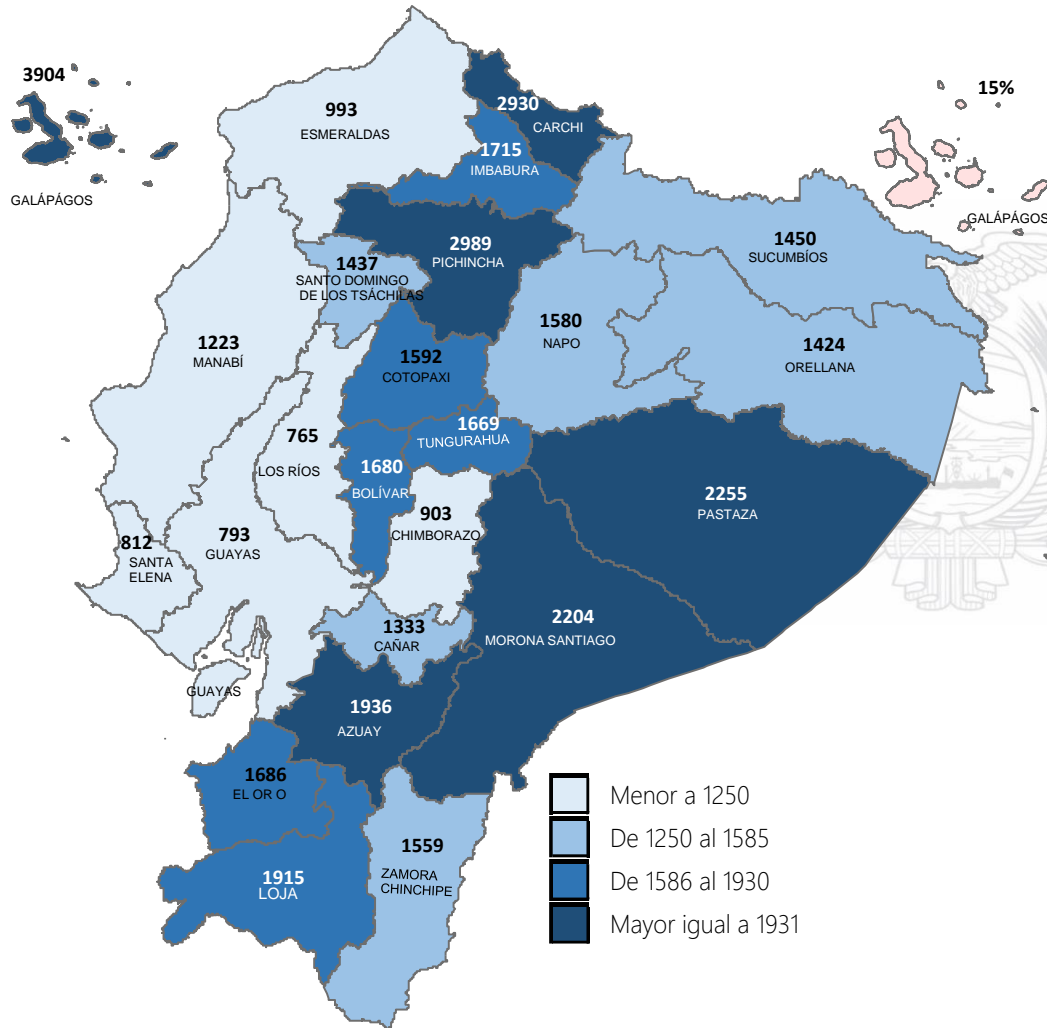 3904
GALÁPÁGOS
993
ESMERALDAS
2930
CARCHI
1715
IMBABURA
15%
GALÁPÁGOS
2989
PICHINCHA
1437
SANTO DOMINGO
DE LOS TSÁCHILAS
1450
SUCUMBÍOS
1580
NAPO
1424
ORELLANA
1223
MANABÍ
1592
COTOPAXI
1669
TUNGURAHUA
765
LOS RÍOS
1680
BOLÍVAR
2255
PASTAZA
903
CHIMBORAZO
793
GUAYAS
812
SANTA
ELENA
2204
MORONA SANTIAGO
1333
CAÑAR
GUAYAS
1936
AZUAY
1686
EL OR O
1915
LOJA
1559
ZAMORA
CHINCHIPE
Menor a 1250
De 1250 al 1585
De 1586 al 1930
Mayor igual a 1931